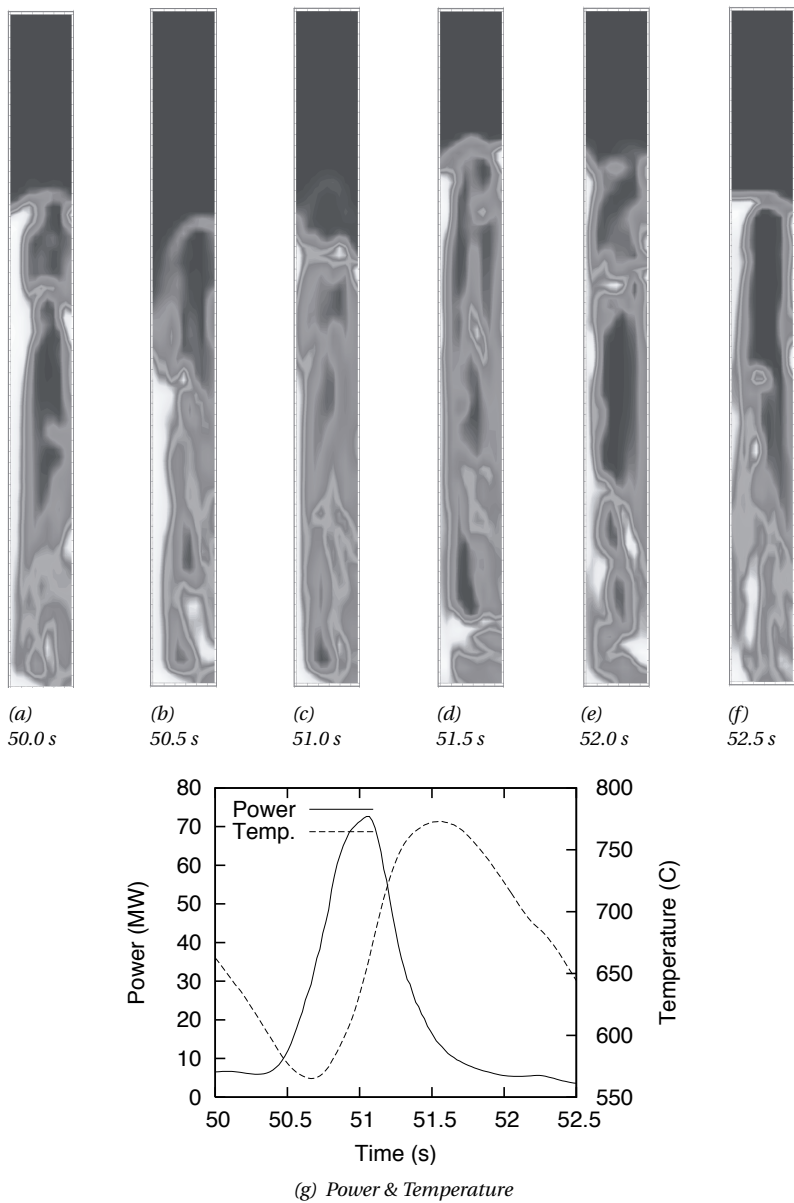 (a) (b) (c) (d) (e) (f)
50.0 s 50.5 s 51.0 s 51.5 s 52.0 s 52.5 s
80 800
Power
70
Temp.
750
60
50
700
40
650
30
20
600
10
0 550
50 50.5 51 51.5 52 52.5
Power (MW)
Temperature (C)
Time (s)
(g) Power & Temperature